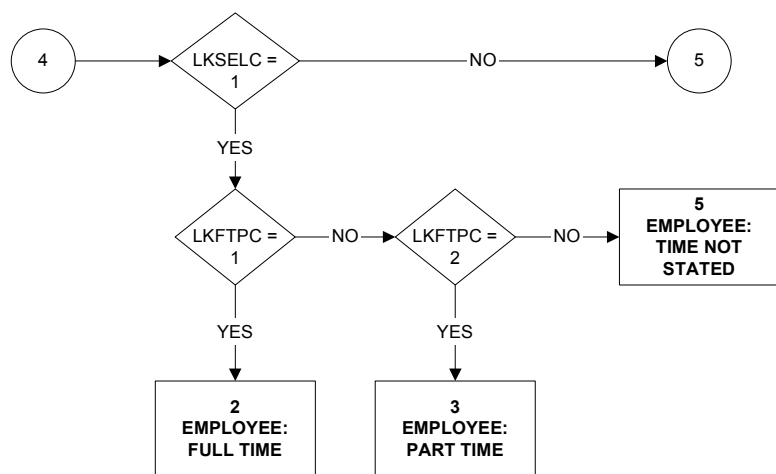 4
LKSELC =
1
NO
5
YES
LKFTPC =
1
NO
LKFTPC =
2
NO
5
EMPLOYEE:
TIME NOT
STATED
YES
YES
2
EMPLOYEE:
FULL TIME
3
EMPLOYEE:
PART TIME